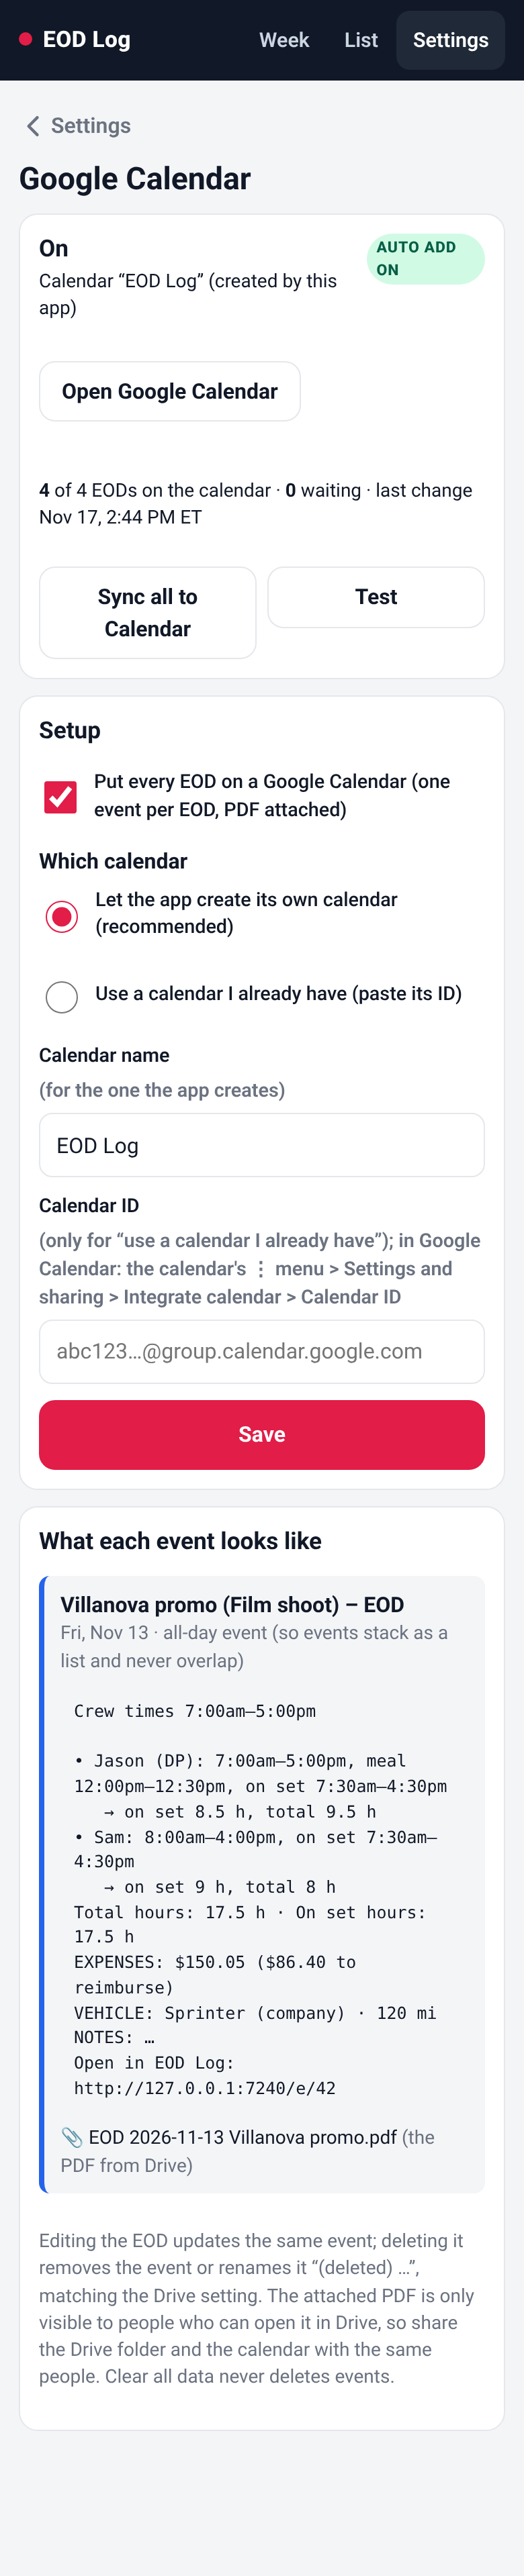 EOD Log
Week
List
Settings
Settings
Google Calendar
On
Calendar “EOD Log” (created by this
app)
AUTO ADD
ON
Open Google Calendar
4 of 4 EODs on the calendar · 0 waiting · last change
Nov 17, 2:44 PM ET
Sync all to
Calendar
Test
Setup
Put every EOD on a Google Calendar (one
event per EOD, PDF attached)
Which calendar
Let the app create its own calendar
(recommended)
Use a calendar I already have (paste its ID)
Calendar name
(for the one the app creates)
EOD Log
Calendar ID
(only for “use a calendar I already have”); in Google
Calendar: the calendar's ⋮ menu > Settings and
sharing > Integrate calendar > Calendar ID
abc123…@group.calendar.google.com
Save
What each event looks like
Villanova promo (Film shoot) – EOD
Fri, Nov 13 · all-day event (so events stack as a
list and never overlap)
Crew times 7:00am–5:00pm
• Jason (DP): 7:00am–5:00pm, meal
12:00pm–12:30pm, on set 7:30am–4:30pm
→ on set 8.5 h, total 9.5 h
• Sam: 8:00am–4:00pm, on set 7:30am–
4:30pm
→ on set 9 h, total 8 h
Total hours: 17.5 h · On set hours:
17.5 h
EXPENSES: $150.05 ($86.40 to
reimburse)
VEHICLE: Sprinter (company) · 120 mi
NOTES: …
Open in EOD Log:
http://127.0.0.1:7240/e/42
📎 EOD 2026-11-13 Villanova promo.pdf (the
PDF from Drive)
Editing the EOD updates the same event; deleting it
removes the event or renames it “(deleted) …”,
matching the Drive setting. The attached PDF is only
visible to people who can open it in Drive, so share
the Drive folder and the calendar with the same
people. Clear all data never deletes events.